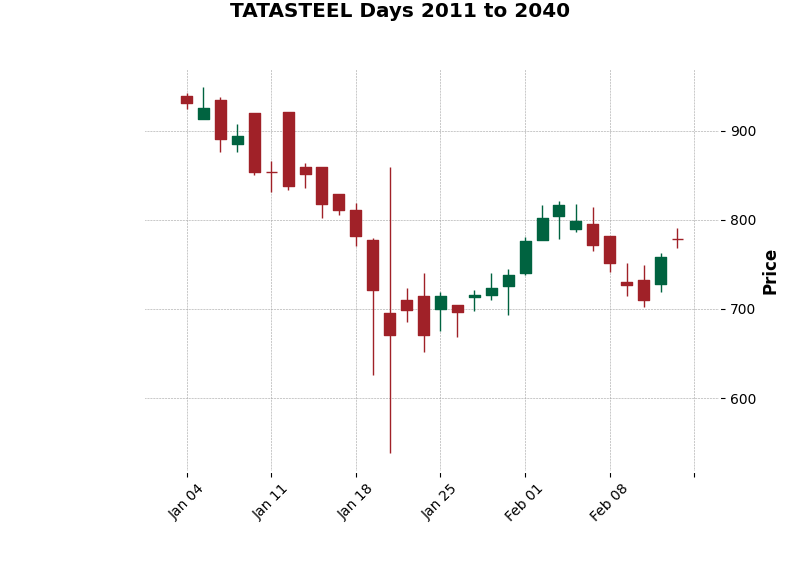 TATASTEEL Days 2011 to 2040
900
800
700
600
Price
Jan 04
Jan 11
Jan 18
Jan 25
Feb 01
Feb 08